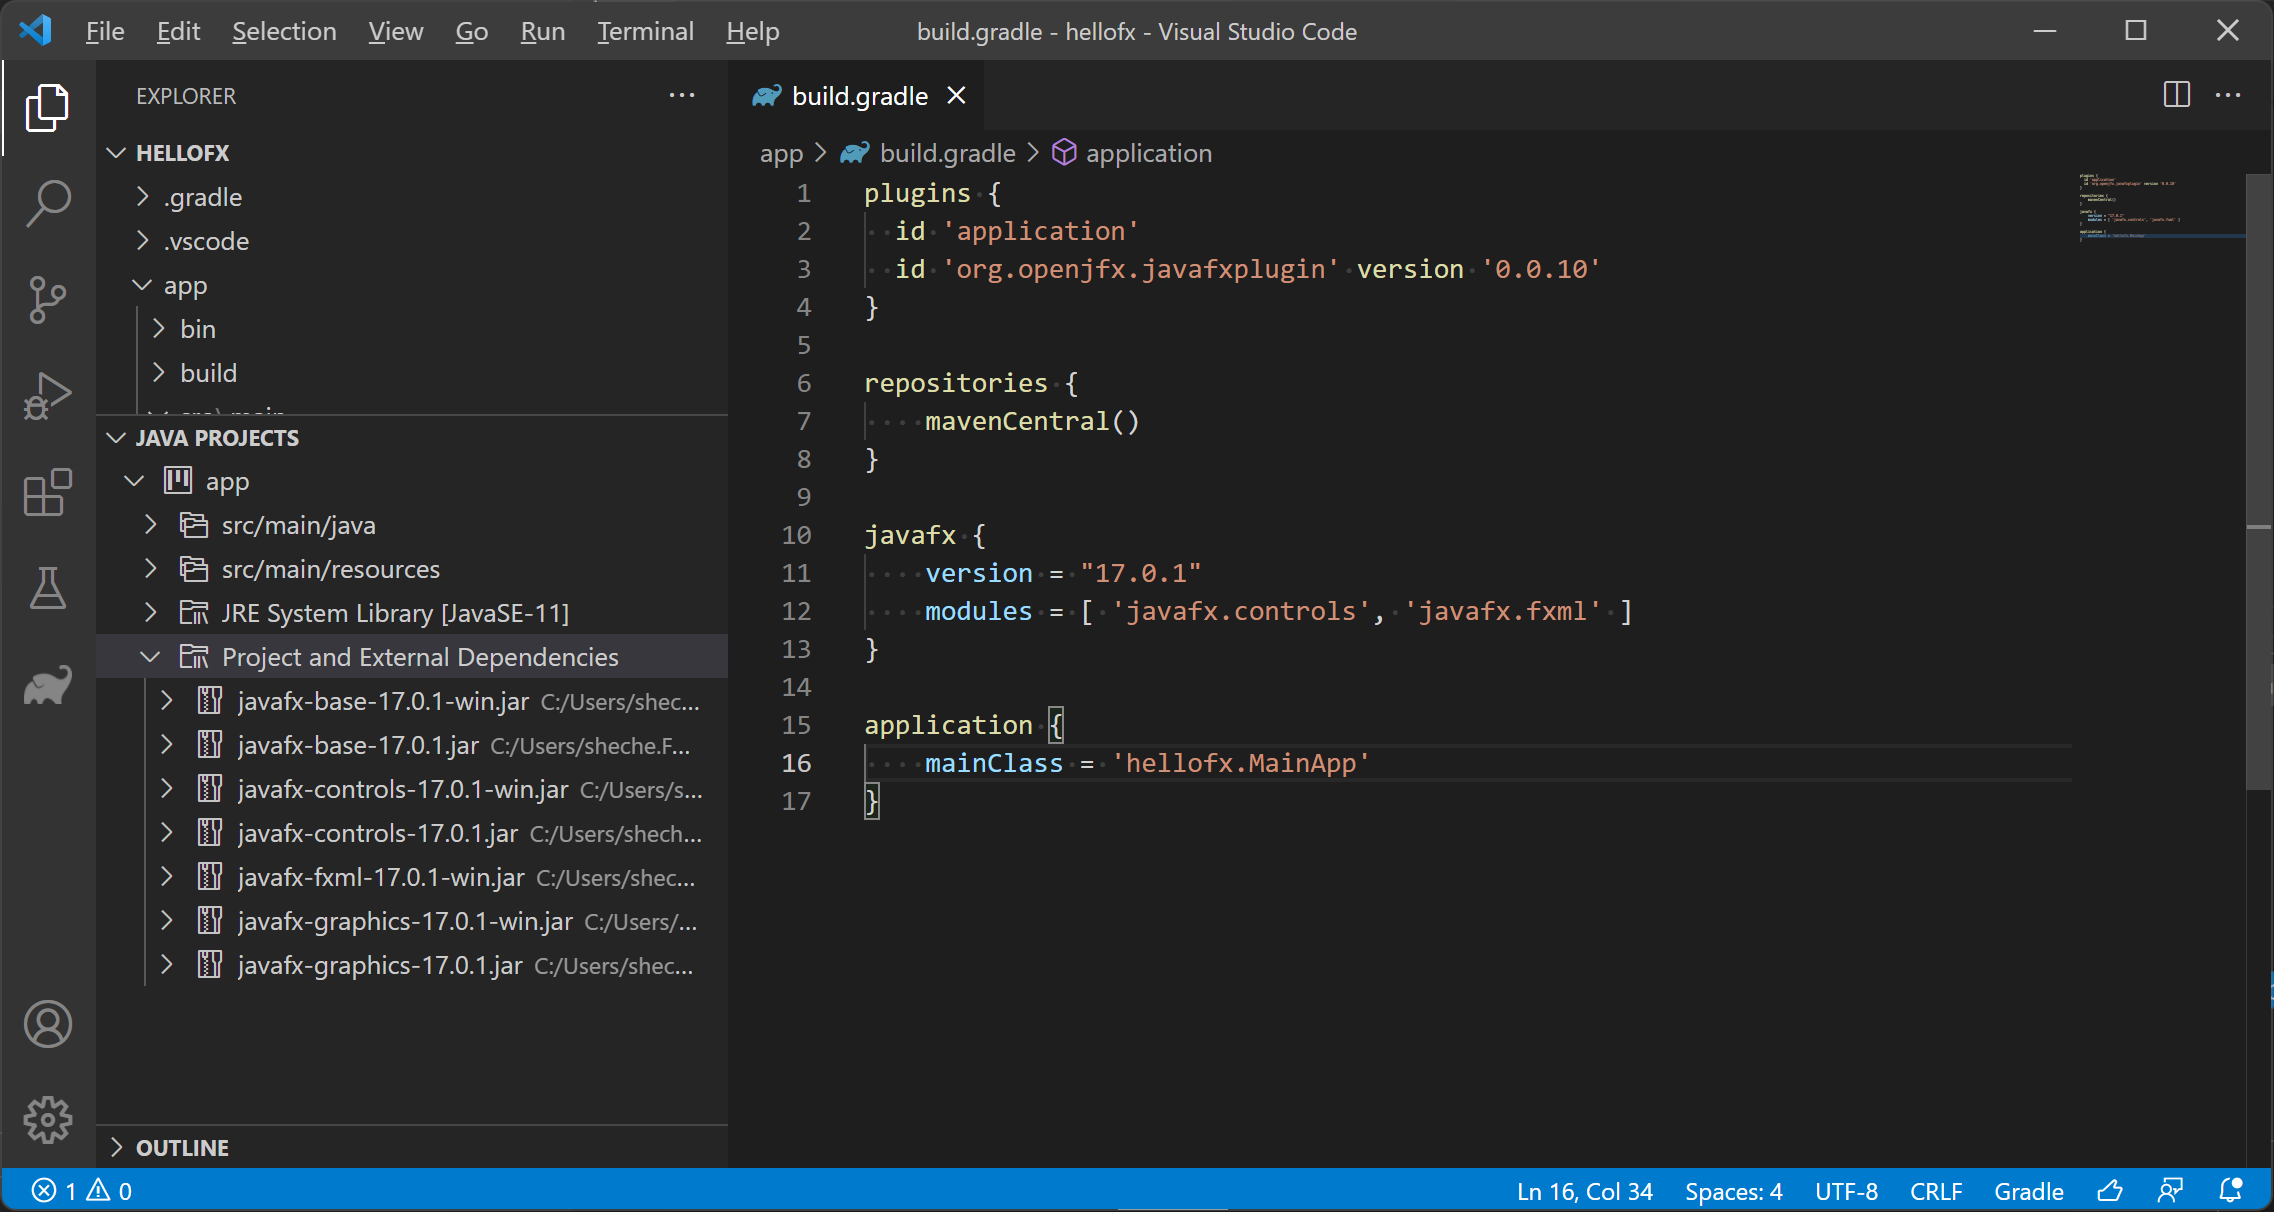 File Edit Selection View Go Run Terminal Help
build.gradle - hellofx - Visual Studio Code
EXPLORER
HELLOFX
.gradle
.vscode
app
bin
build
JAVA PROJECTS
app
src/main/java
src/main/resources
JRE System Library [JavaSE-11]
Project and External Dependencies
javafx-base-17.0.1-win.jar C:/Users/shec...
javafx-base-17.0.1.jar C:/Users/sheche.F...
javafx-controls-17.0.1-win.jar C:/Users/s...
javafx-controls-17.0.1.jar C:/Users/shech...
javafx-fxml-17.0.1-win.jar C:/Users/shec...
javafx-graphics-17.0.1-win.jar C:/Users/...
javafx-graphics-17.0.1.jar C:/Users/shec...
OUTLINE
build.gradle
app > build.gradle > application
1 plugins {
2 id 'application'
3 id 'org.openjfx.javafxplugin' version '0.0.10'
4 }
5
6 repositories {
7 mavenCentral()
8 }
9
10 javafx {
11 version = "17.0.1"
12 modules = [ 'javafx.controls', 'javafx.fxml' ]
13 }
14
15 application {
16 mainClass = 'hellofx.MainApp'
17 }
1 0
Ln 16, Col 34 Spaces: 4 UTF-8 CRLF Gradle